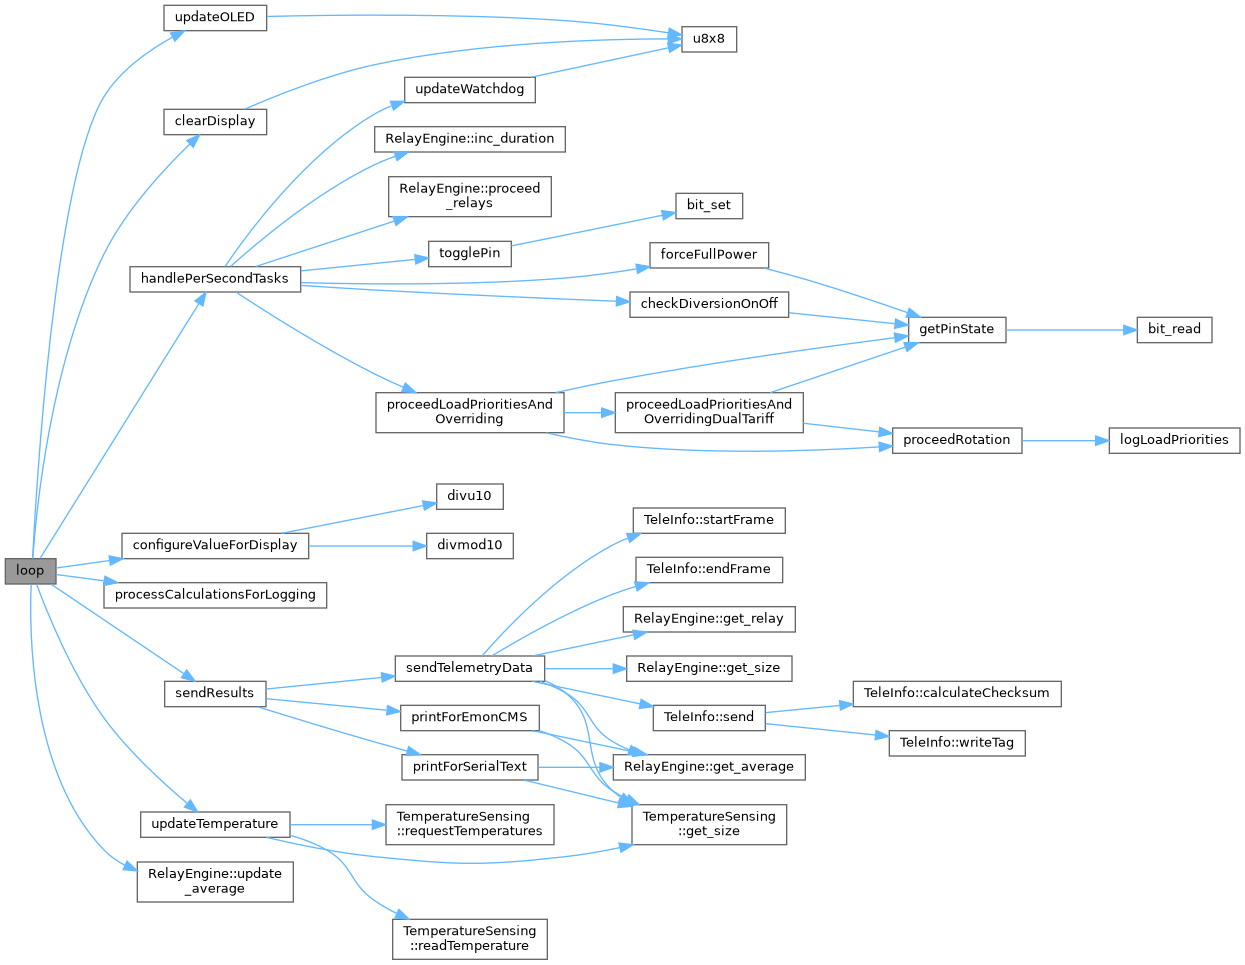 updateOLED
u8x8
updateWatchdog
clearDisplay
RelayEngine::inc_duration
RelayEngine::proceed
_relays
bit_set
togglePin
forceFullPower
handlePerSecondTasks
checkDiversionOnOff
getPinState
bit_read
proceedLoadPrioritiesAnd
Overriding
proceedLoadPrioritiesAnd
OverridingDualTariff
proceedRotation
logLoadPriorities
divu10
TeleInfo::startFrame
configureValueForDisplay
divmod10
loop
TeleInfo::endFrame
processCalculationsForLogging
RelayEngine::get_relay
sendTelemetryData
RelayEngine::get_size
sendResults
TeleInfo::calculateChecksum
printForEmonCMS
TeleInfo::send
TeleInfo::writeTag
printForSerialText
RelayEngine::get_average
updateTemperature
TemperatureSensing
::requestTemperatures
TemperatureSensing
::get_size
RelayEngine::update
_average
TemperatureSensing
::readTemperature